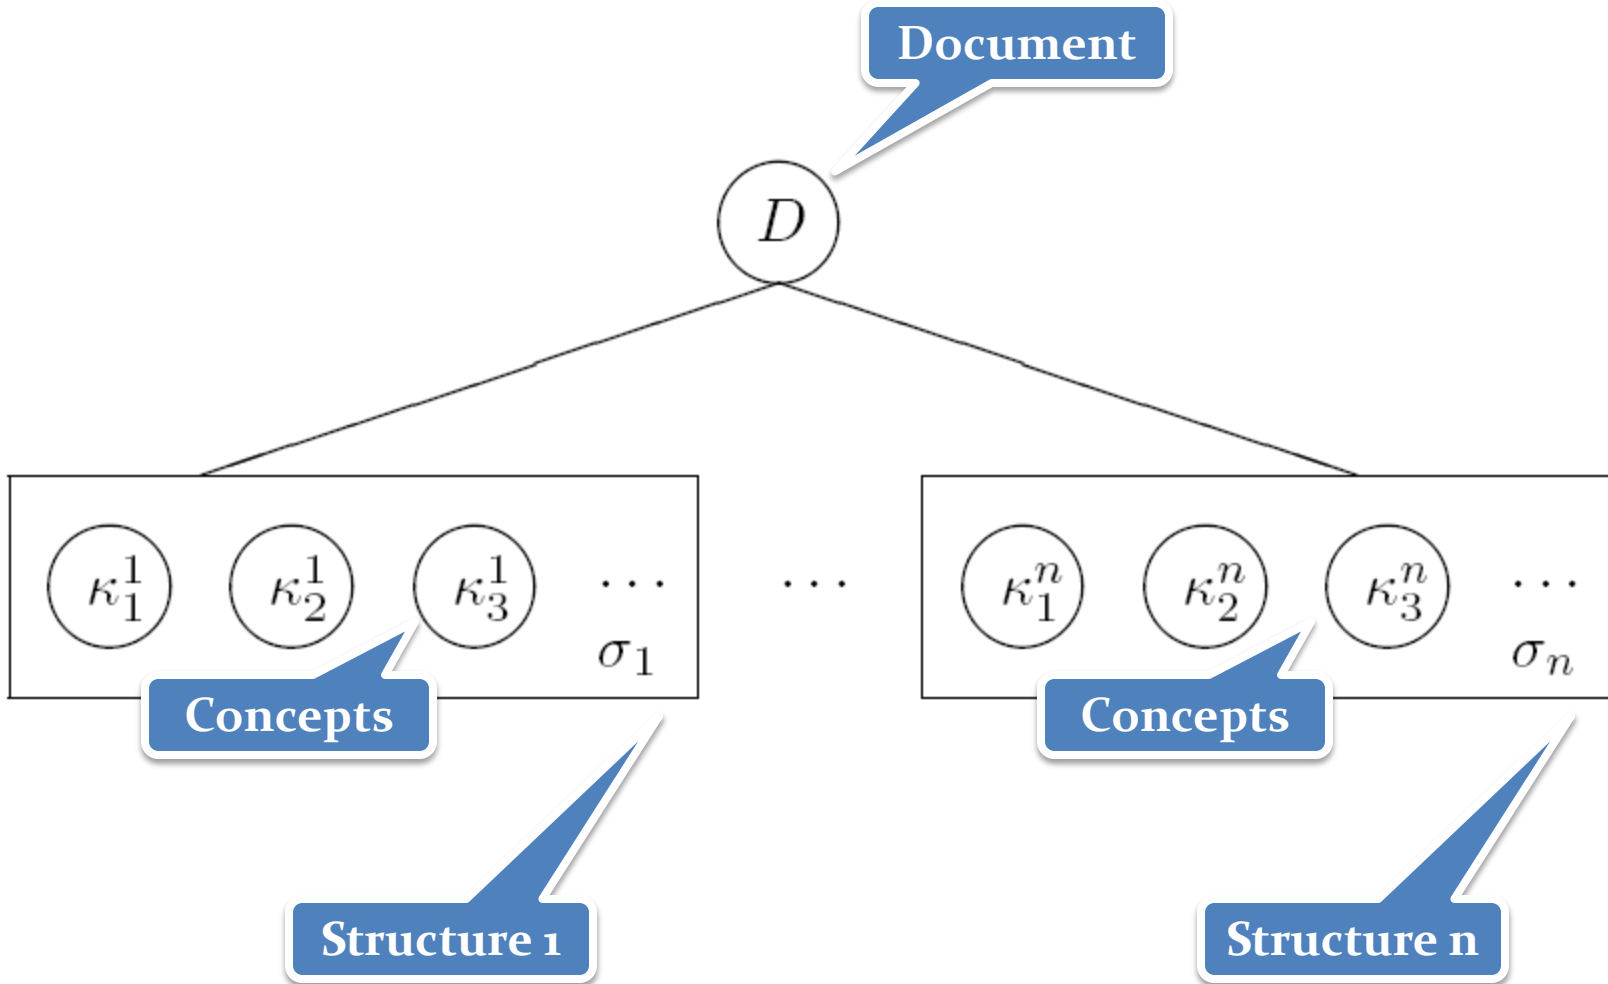 Document
D
κ₁¹ κ₂¹ κ₃¹ ··· ··· κ₁ⁿ κ₂ⁿ κ₃ⁿ ···
σ₁ σₙ
Concepts Concepts
Structure 1 Structure n